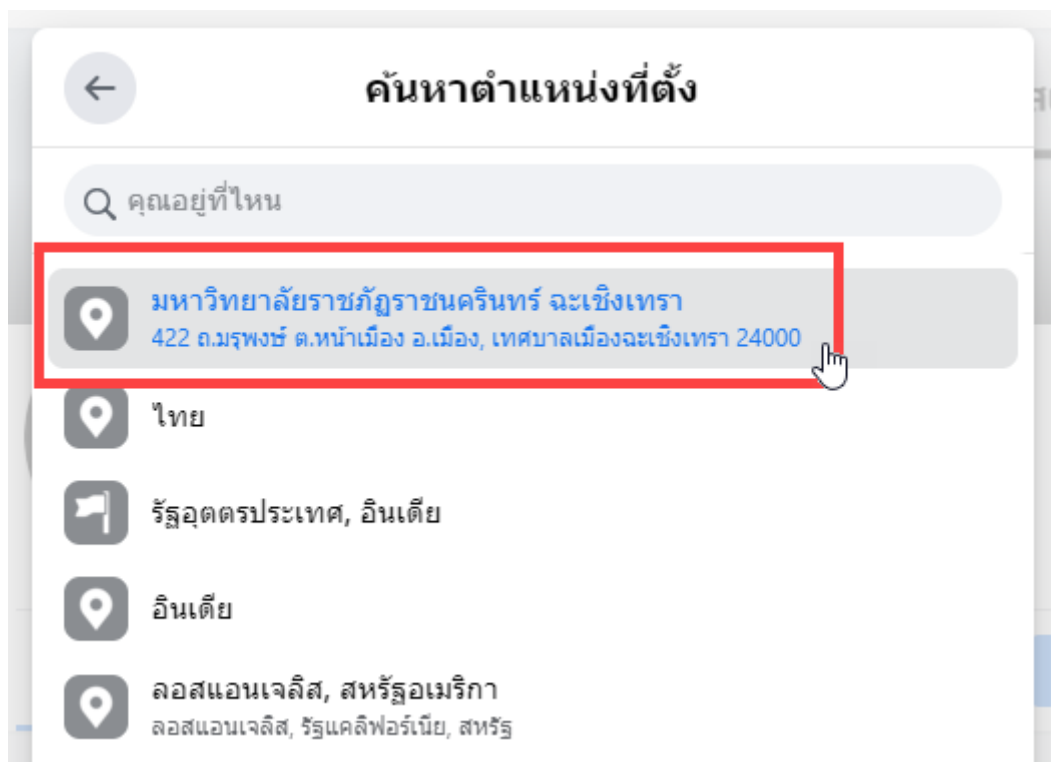 ค้นหาตำแหน่งที่ตั้ง
คุณอยู่ที่ไหน
มหาวิทยาลัยราชภัฏราชนครินทร์ ฉะเชิงเทรา
422 ถ.มรุพงษ์ ต.หน้าเมือง อ.เมือง, เทศบาลเมืองฉะเชิงเทรา 24000
ไทย
รัฐอุตตรประเทศ, อินเดีย
อินเดีย
ลอสแอนเจลิส, สหรัฐอเมริกา
ลอสแอนเจลิส, รัฐแคลิฟอร์เนีย, สหรัฐ